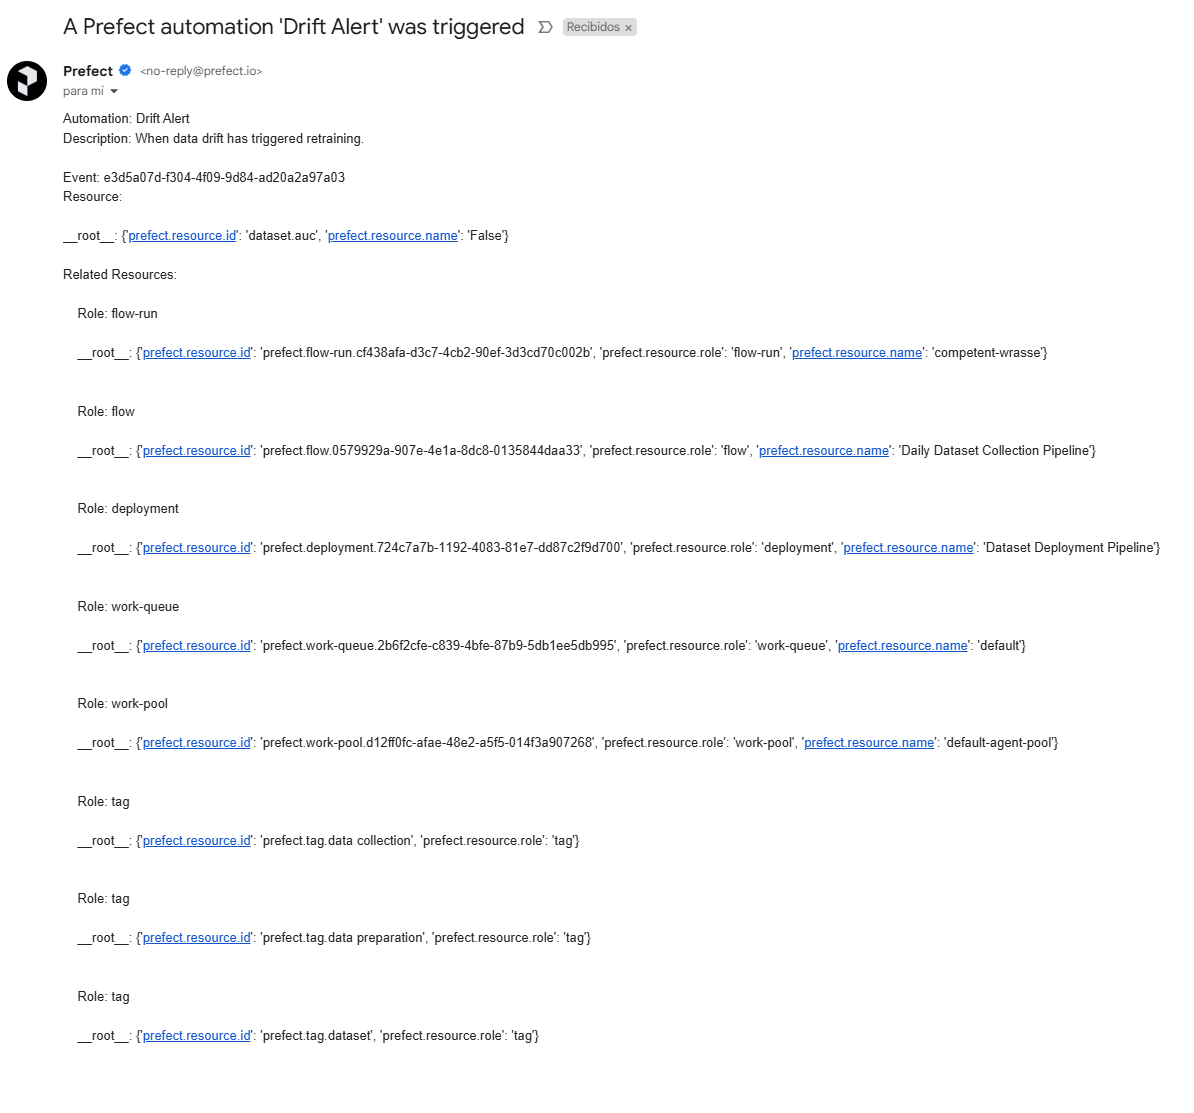 A Prefect automation 'Drift Alert' was triggered Recibidos ×
Prefect <no-reply@prefect.io>
para mí
Automation: Drift Alert
Description: When data drift has triggered retraining.
Event: e3d5a07d-f304-4f09-9d84-ad20a2a97a03
Resource:
__root__: {'prefect.resource.id': 'dataset.auc', 'prefect.resource.name': 'False'}
Related Resources:
Role: flow-run
__root__: {'prefect.resource.id': 'prefect.flow-run.cf438afa-d3c7-4cb2-90ef-3d3cd70c002b', 'prefect.resource.role': 'flow-run', 'prefect.resource.name': 'competent-wrasse'}
Role: flow
__root__: {'prefect.resource.id': 'prefect.flow.0579929a-907e-4e1a-8dc8-0135844daa33', 'prefect.resource.role': 'flow', 'prefect.resource.name': 'Daily Dataset Collection Pipeline'}
Role: deployment
__root__: {'prefect.resource.id': 'prefect.deployment.724c7a7b-1192-4083-81e7-dd87c2f9d700', 'prefect.resource.role': 'deployment', 'prefect.resource.name': 'Dataset Deployment Pipeline'}
Role: work-queue
__root__: {'prefect.resource.id': 'prefect.work-queue.2b6f2cfe-c839-4bfe-87b9-5db1ee5db995', 'prefect.resource.role': 'work-queue', 'prefect.resource.name': 'default'}
Role: work-pool
__root__: {'prefect.resource.id': 'prefect.work-pool.d12ff0fc-afae-48e2-a5f5-014f3a907268', 'prefect.resource.role': 'work-pool', 'prefect.resource.name': 'default-agent-pool'}
Role: tag
__root__: {'prefect.resource.id': 'prefect.tag.data collection', 'prefect.resource.role': 'tag'}
Role: tag
__root__: {'prefect.resource.id': 'prefect.tag.data preparation', 'prefect.resource.role': 'tag'}
Role: tag
__root__: {'prefect.resource.id': 'prefect.tag.dataset', 'prefect.resource.role': 'tag'}